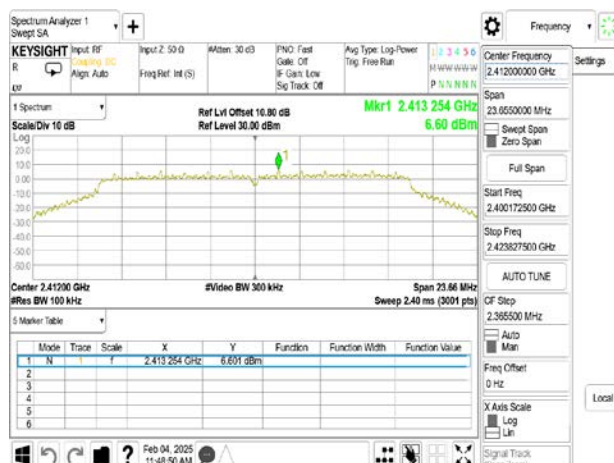 Spectrum Analyzer 1
Swept SA
+
Frequency
KEYSIGHT
Input: RF
Coupling: DC
Align: Auto
Input Z: 50 Ω
Freq Ref: Int (S)
#Atten: 30 dB
PNO: Fast
Gate: Off
IF Gain: Low
Sig Track: Off
Avg Type: Log-Power
Trig: Free Run
1 2 3 4 5 6
M W W W W W
P N N N N N
R
1 Spectrum
Scale/Div 10 dB
Ref Lvl Offset 10.80 dB
Ref Level 30.00 dBm
Mkr1 2.413 254 GHz
6.60 dBm
Log
20.0
10.0
0.00
-10.0
-20.0
-30.0
-40.0
-50.0
-60.0
1
Center 2.41200 GHz
#Res BW 100 kHz
#Video BW 300 kHz
Span 23.66 MHz
Sweep 2.40 ms (3001 pts)
5 Marker Table
Mode Trace Scale X Y Function Function Width Function Value
1 N 1 f 2.413 254 GHz 6.601 dBm
2
3
4
5
6
Feb 04, 2025
11:48:50 AM
?
Center Frequency
2.412000000 GHz
Settings
Span
23.6550000 MHz
Swept Span
Zero Span
Full Span
Start Freq
2.400172500 GHz
Stop Freq
2.423827500 GHz
AUTO TUNE
CF Step
2.365500 MHz
Auto
Man
Freq Offset
0 Hz
Local
X Axis Scale
Log
Lin
Signal Track